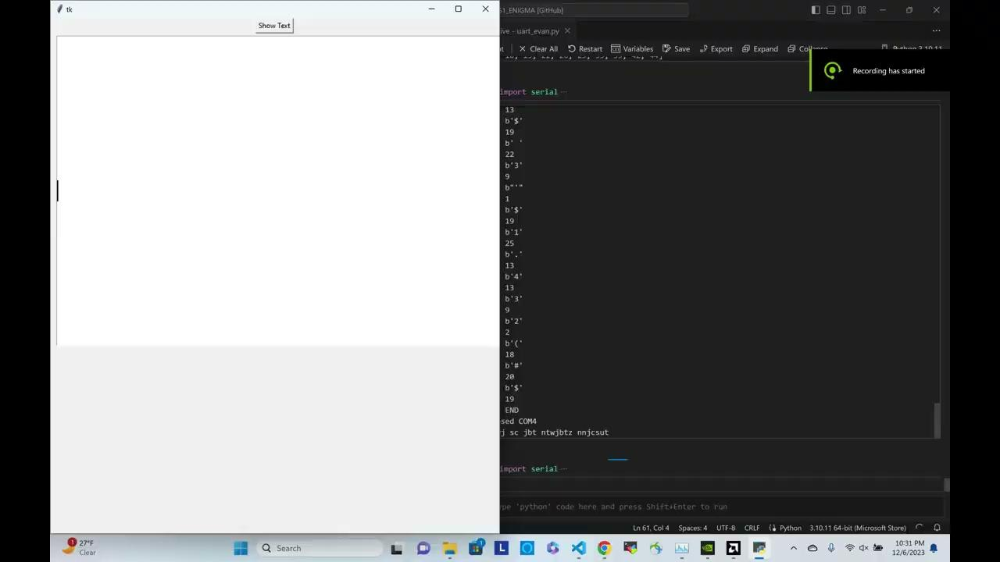 tk
Show Text
51_ENIGMA [GitHub]
ive - uart_evan.py
Clear All
Restart
Variables
Save
Export
Expand
Collapse
Python 3.10.11
Recording has started
import serial ...
13
b'$'
19
b' '
22
b'3'
9
b"'"
1
b'$'
19
b'1'
25
b'.'
13
b'4'
13
b'3'
9
b'2'
2
b'('
18
b'#'
20
b'$'
19
END
sed COM4
j sc jbt ntwjbtz nnjcsut
import serial ...
ype 'python' code here and press Shift+Enter to run
Ln 61, Col 4
Spaces: 4
UTF-8
CRLF
Python
3.10.11 64-bit (Microsoft Store)
1
27°F
Clear
Search
L
10:31 PM
12/6/2023